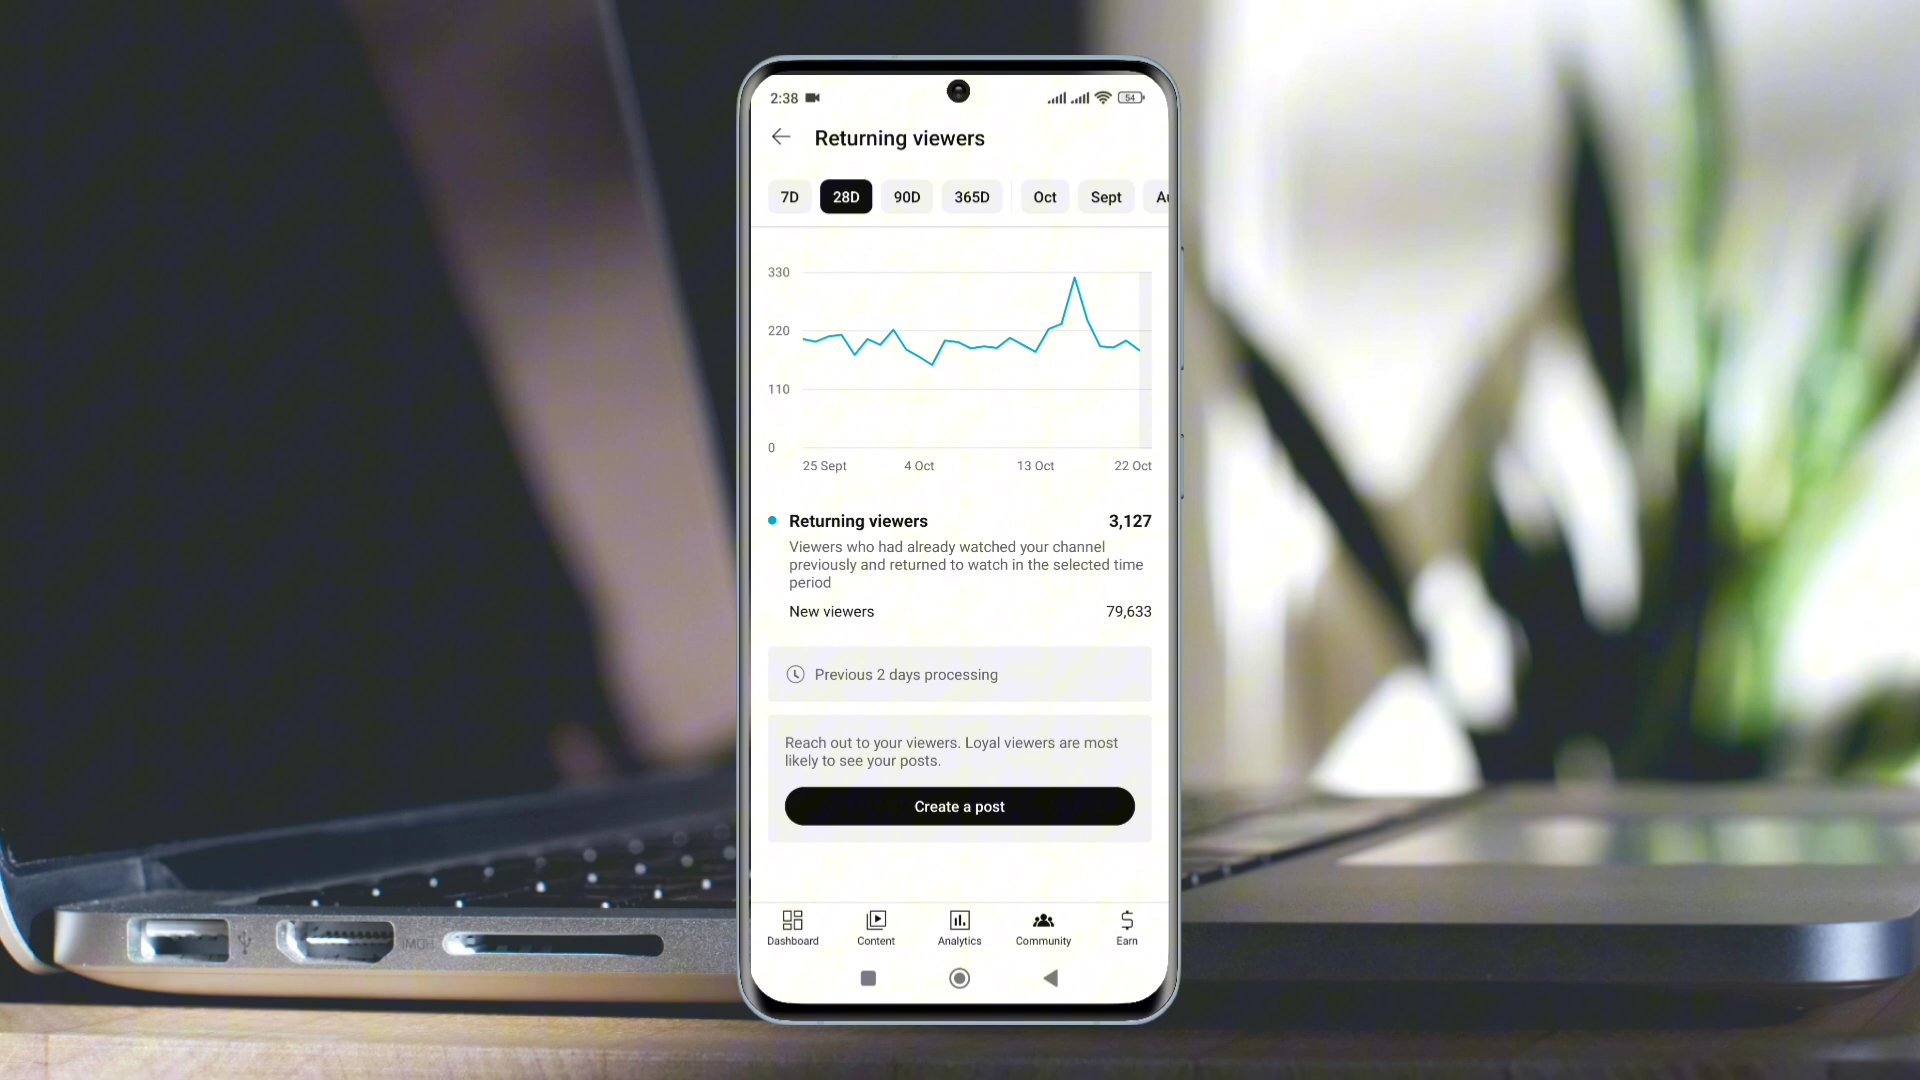 2:38
54
Returning viewers
7D 28D 90D 365D Oct Sept
330
220
110
0
25 Sept 4 Oct 13 Oct 22 Oct
Returning viewers 3,127
Viewers who had already watched your channel
previously and returned to watch in the selected time
period
New viewers 79,633
Previous 2 days processing
Reach out to your viewers. Loyal viewers are most
likely to see your posts.
Create a post
Dashboard Content Analytics Community Earn
HDMI